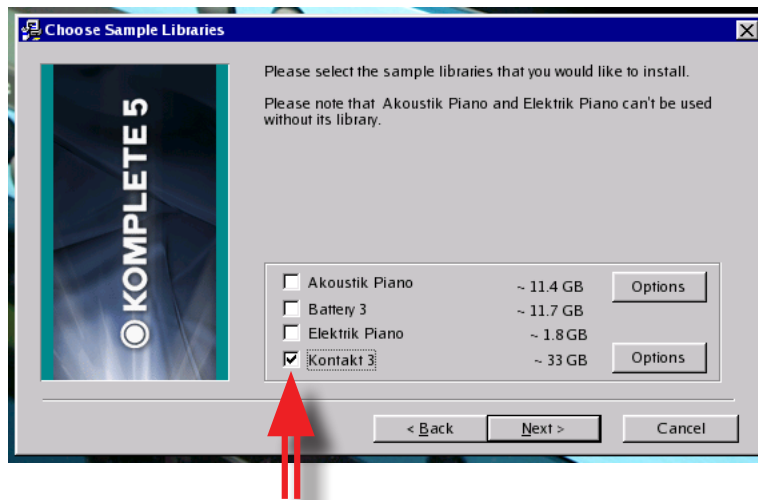 Choose Sample Libraries
Please select the sample libraries that you would like to install.
Please note that Akoustik Piano and Elektrik Piano can't be used
without its library.
KOMPLETE 5
Akoustik Piano ~ 11.4 GB Options
Battery 3 ~ 11.7 GB
Elektrik Piano ~ 1.8GB
Kontakt 3 ~ 33 GB Options
< Back Next > Cancel